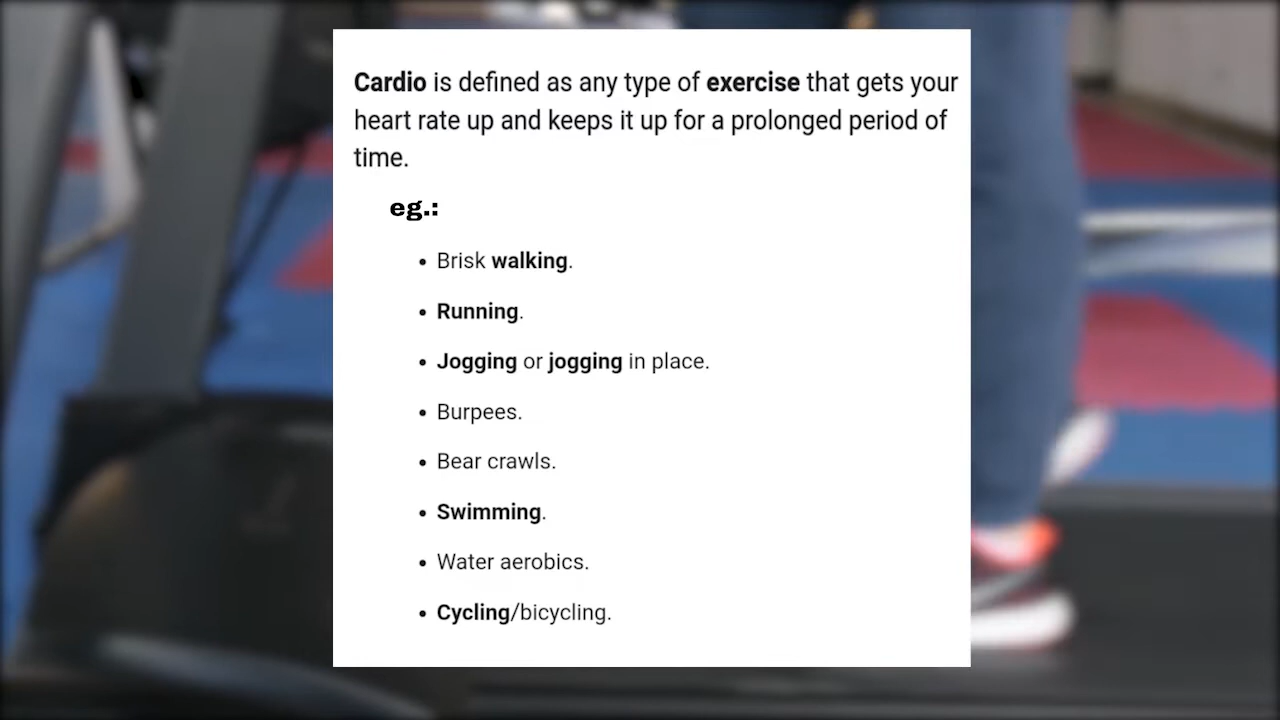 Cardio is defined as any type of exercise that gets your
heart rate up and keeps it up for a prolonged period of
time.
eg.:
• Brisk walking.
• Running.
• Jogging or jogging in place.
• Burpees.
• Bear crawls.
• Swimming.
• Water aerobics.
• Cycling/bicycling.